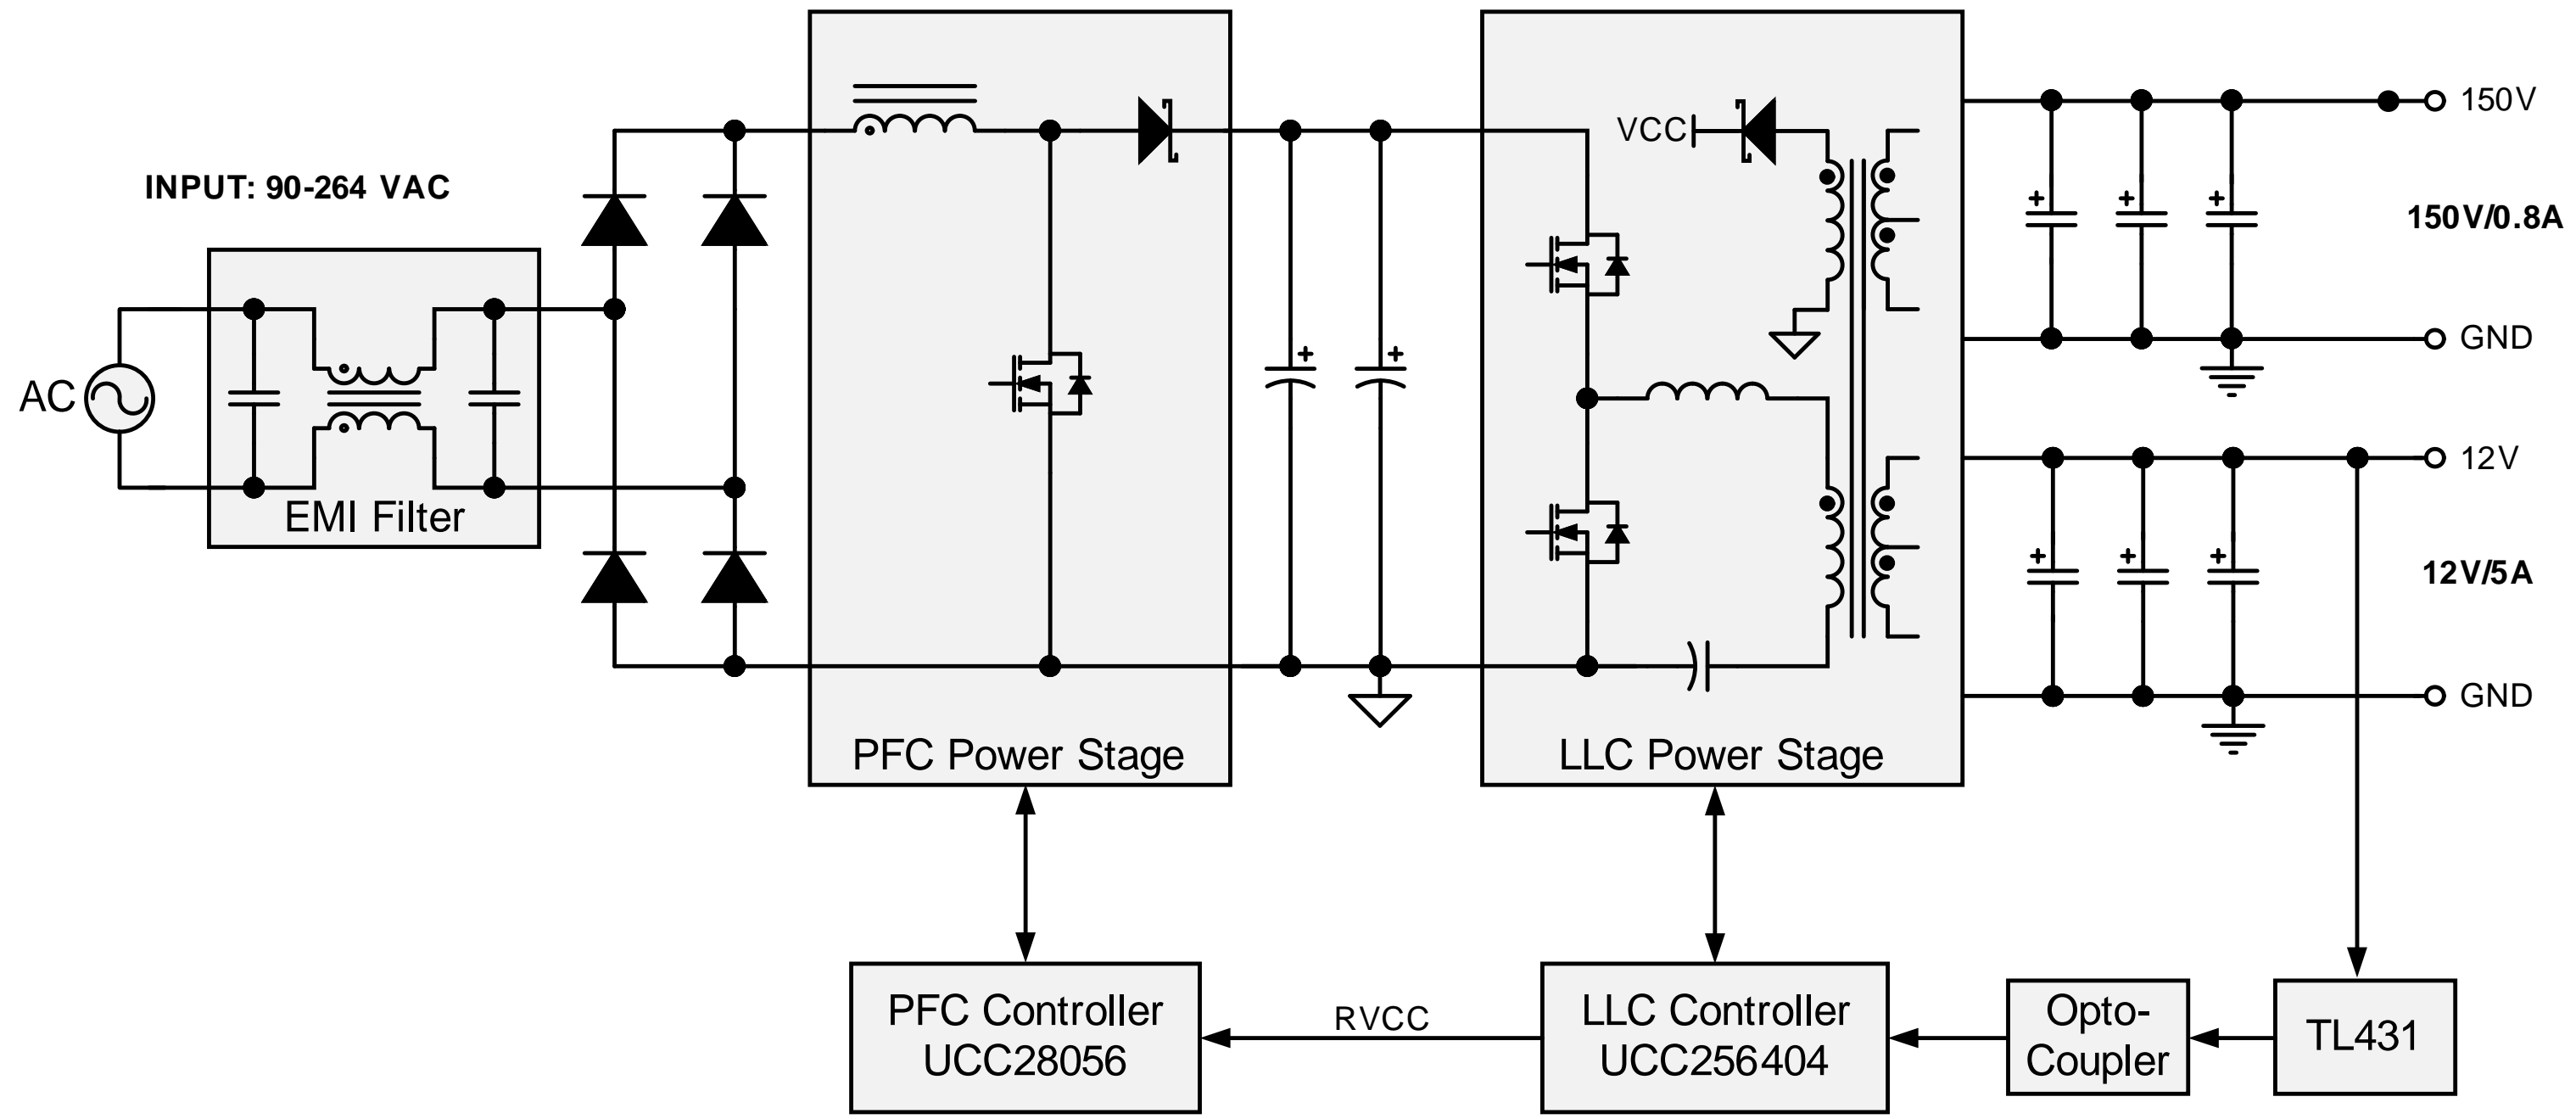 INPUT: 90-264 VAC
AC
EMI Filter
PFC Power Stage
VCC
LLC Power Stage
150V
150V/0.8A
GND
12V
12V/5A
GND
PFC Controller
UCC28056
RVCC
LLC Controller
UCC256404
Opto-
Coupler
TL431